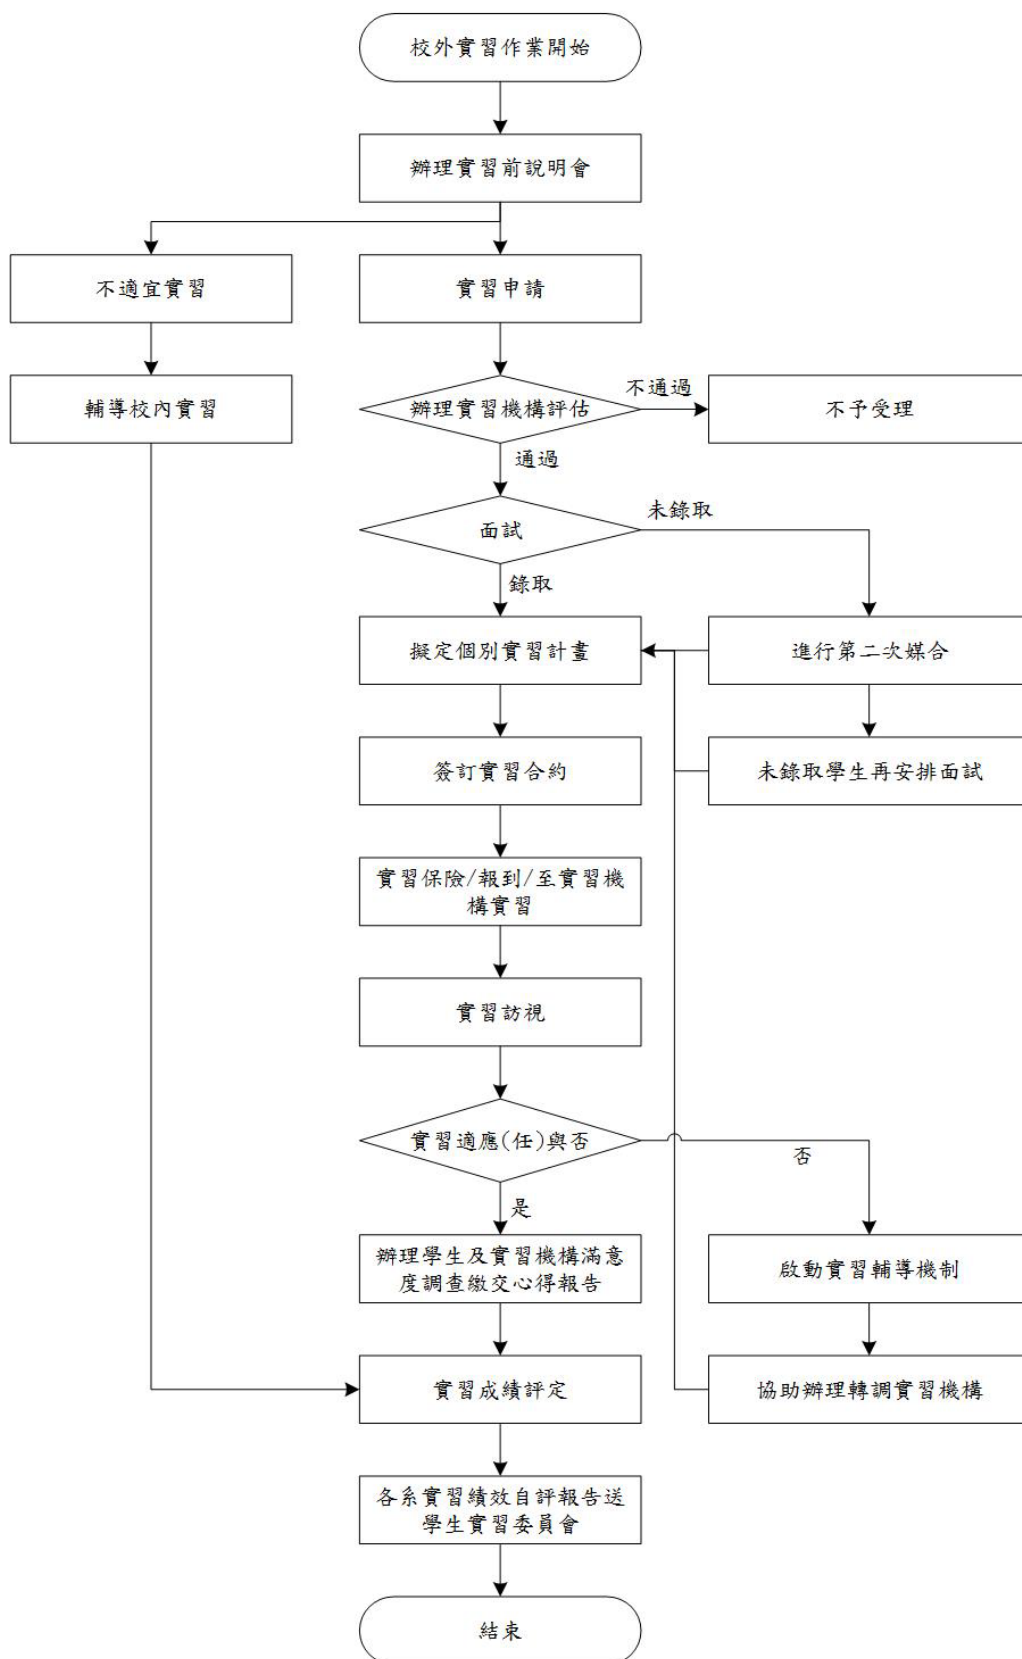 校外實習作業開始
辦理實習前說明會
不適宜實習
實習申請
輔導校內實習
辦理實習機構評估
不通過
不予受理
通過
面試
未錄取
錄取
擬定個別實習計畫
進行第二次媒合
簽訂實習合約
未錄取學生再安排面試
實習保險/報到/至實習機
構實習
實習訪視
實習適應(任)與否
否
是
辦理學生及實習機構滿意
度調查繳交心得報告
啟動實習輔導機制
實習成績評定
協助辦理轉調實習機構
各系實習績效自評報告送
學生實習委員會
結束